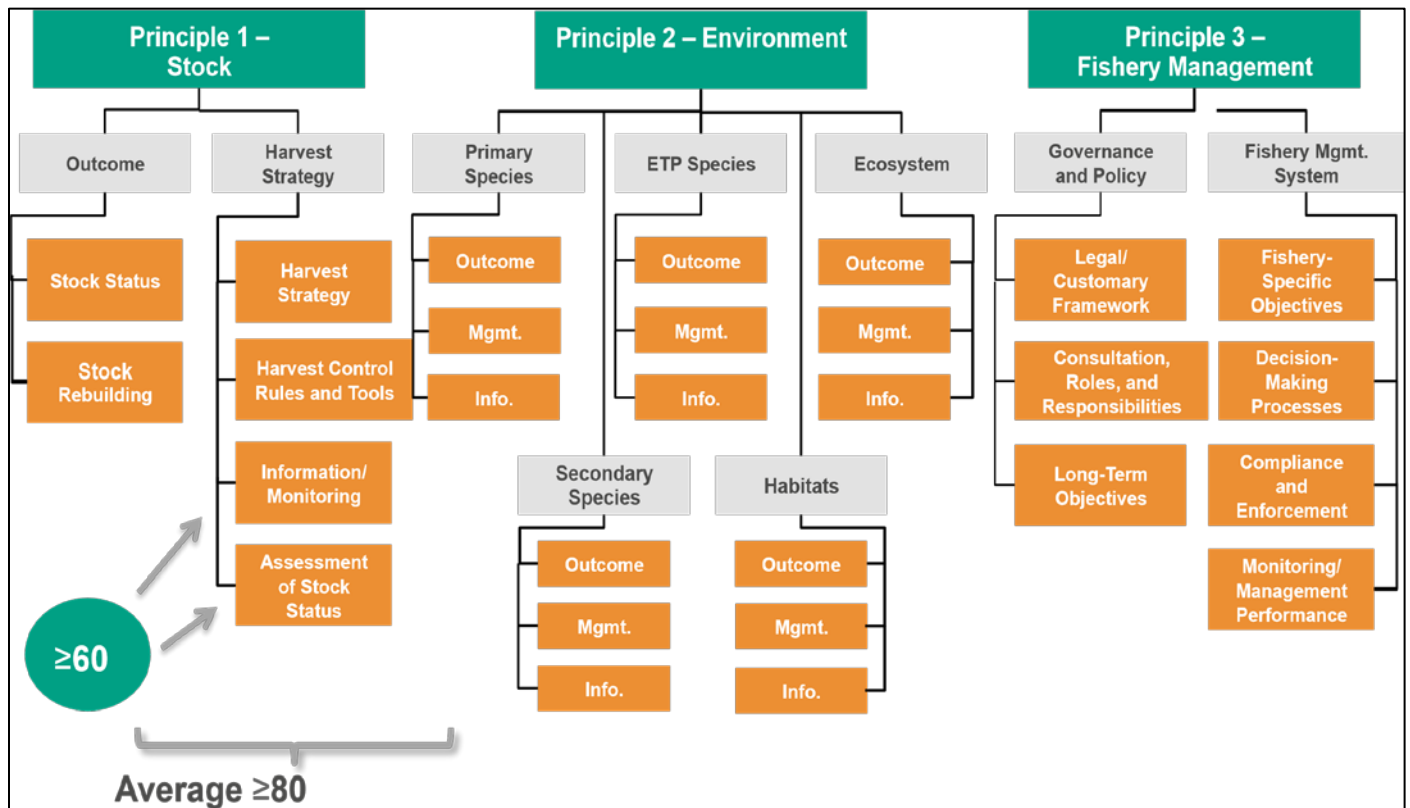 Principle 1 –
Stock
Principle 2 – Environment
Principle 3 –
Fishery Management
Outcome
Harvest
Strategy
Primary
Species
ETP Species
Ecosystem
Governance
and Policy
Fishery Mgmt.
System
Stock Status
Stock
Rebuilding
Harvest
Strategy
Harvest Control
Rules and Tools
Information/
Monitoring
Assessment
of Stock
Status
Outcome
Mgmt.
Info.
Outcome
Mgmt.
Info.
Outcome
Mgmt.
Info.
Legal/
Customary
Framework
Consultation,
Roles, and
Responsibilities
Long-Term
Objectives
Fishery-
Specific
Objectives
Decision-
Making
Processes
Compliance
and
Enforcement
Monitoring/
Management
Performance
Secondary
Species
Habitats
Outcome
Mgmt.
Info.
Outcome
Mgmt.
Info.
≥60
Average ≥80